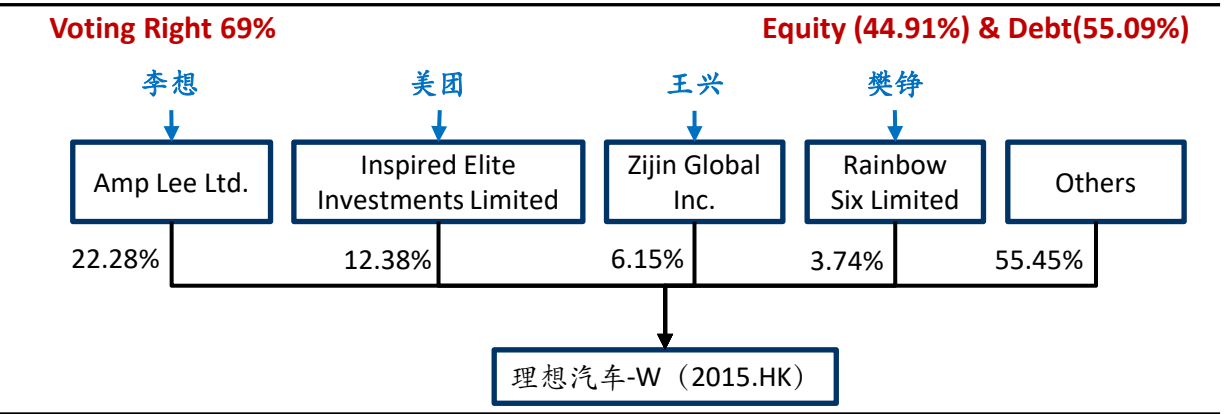 Voting Right 69%
Equity (44.91%) & Debt(55.09%)
李想
美团
王兴
樊铮
Amp Lee Ltd.
Inspired Elite
Investments Limited
Zijin Global
Inc.
Rainbow
Six Limited
Others
22.28%
12.38%
6.15%
3.74%
55.45%
理想汽车-W（2015.HK）